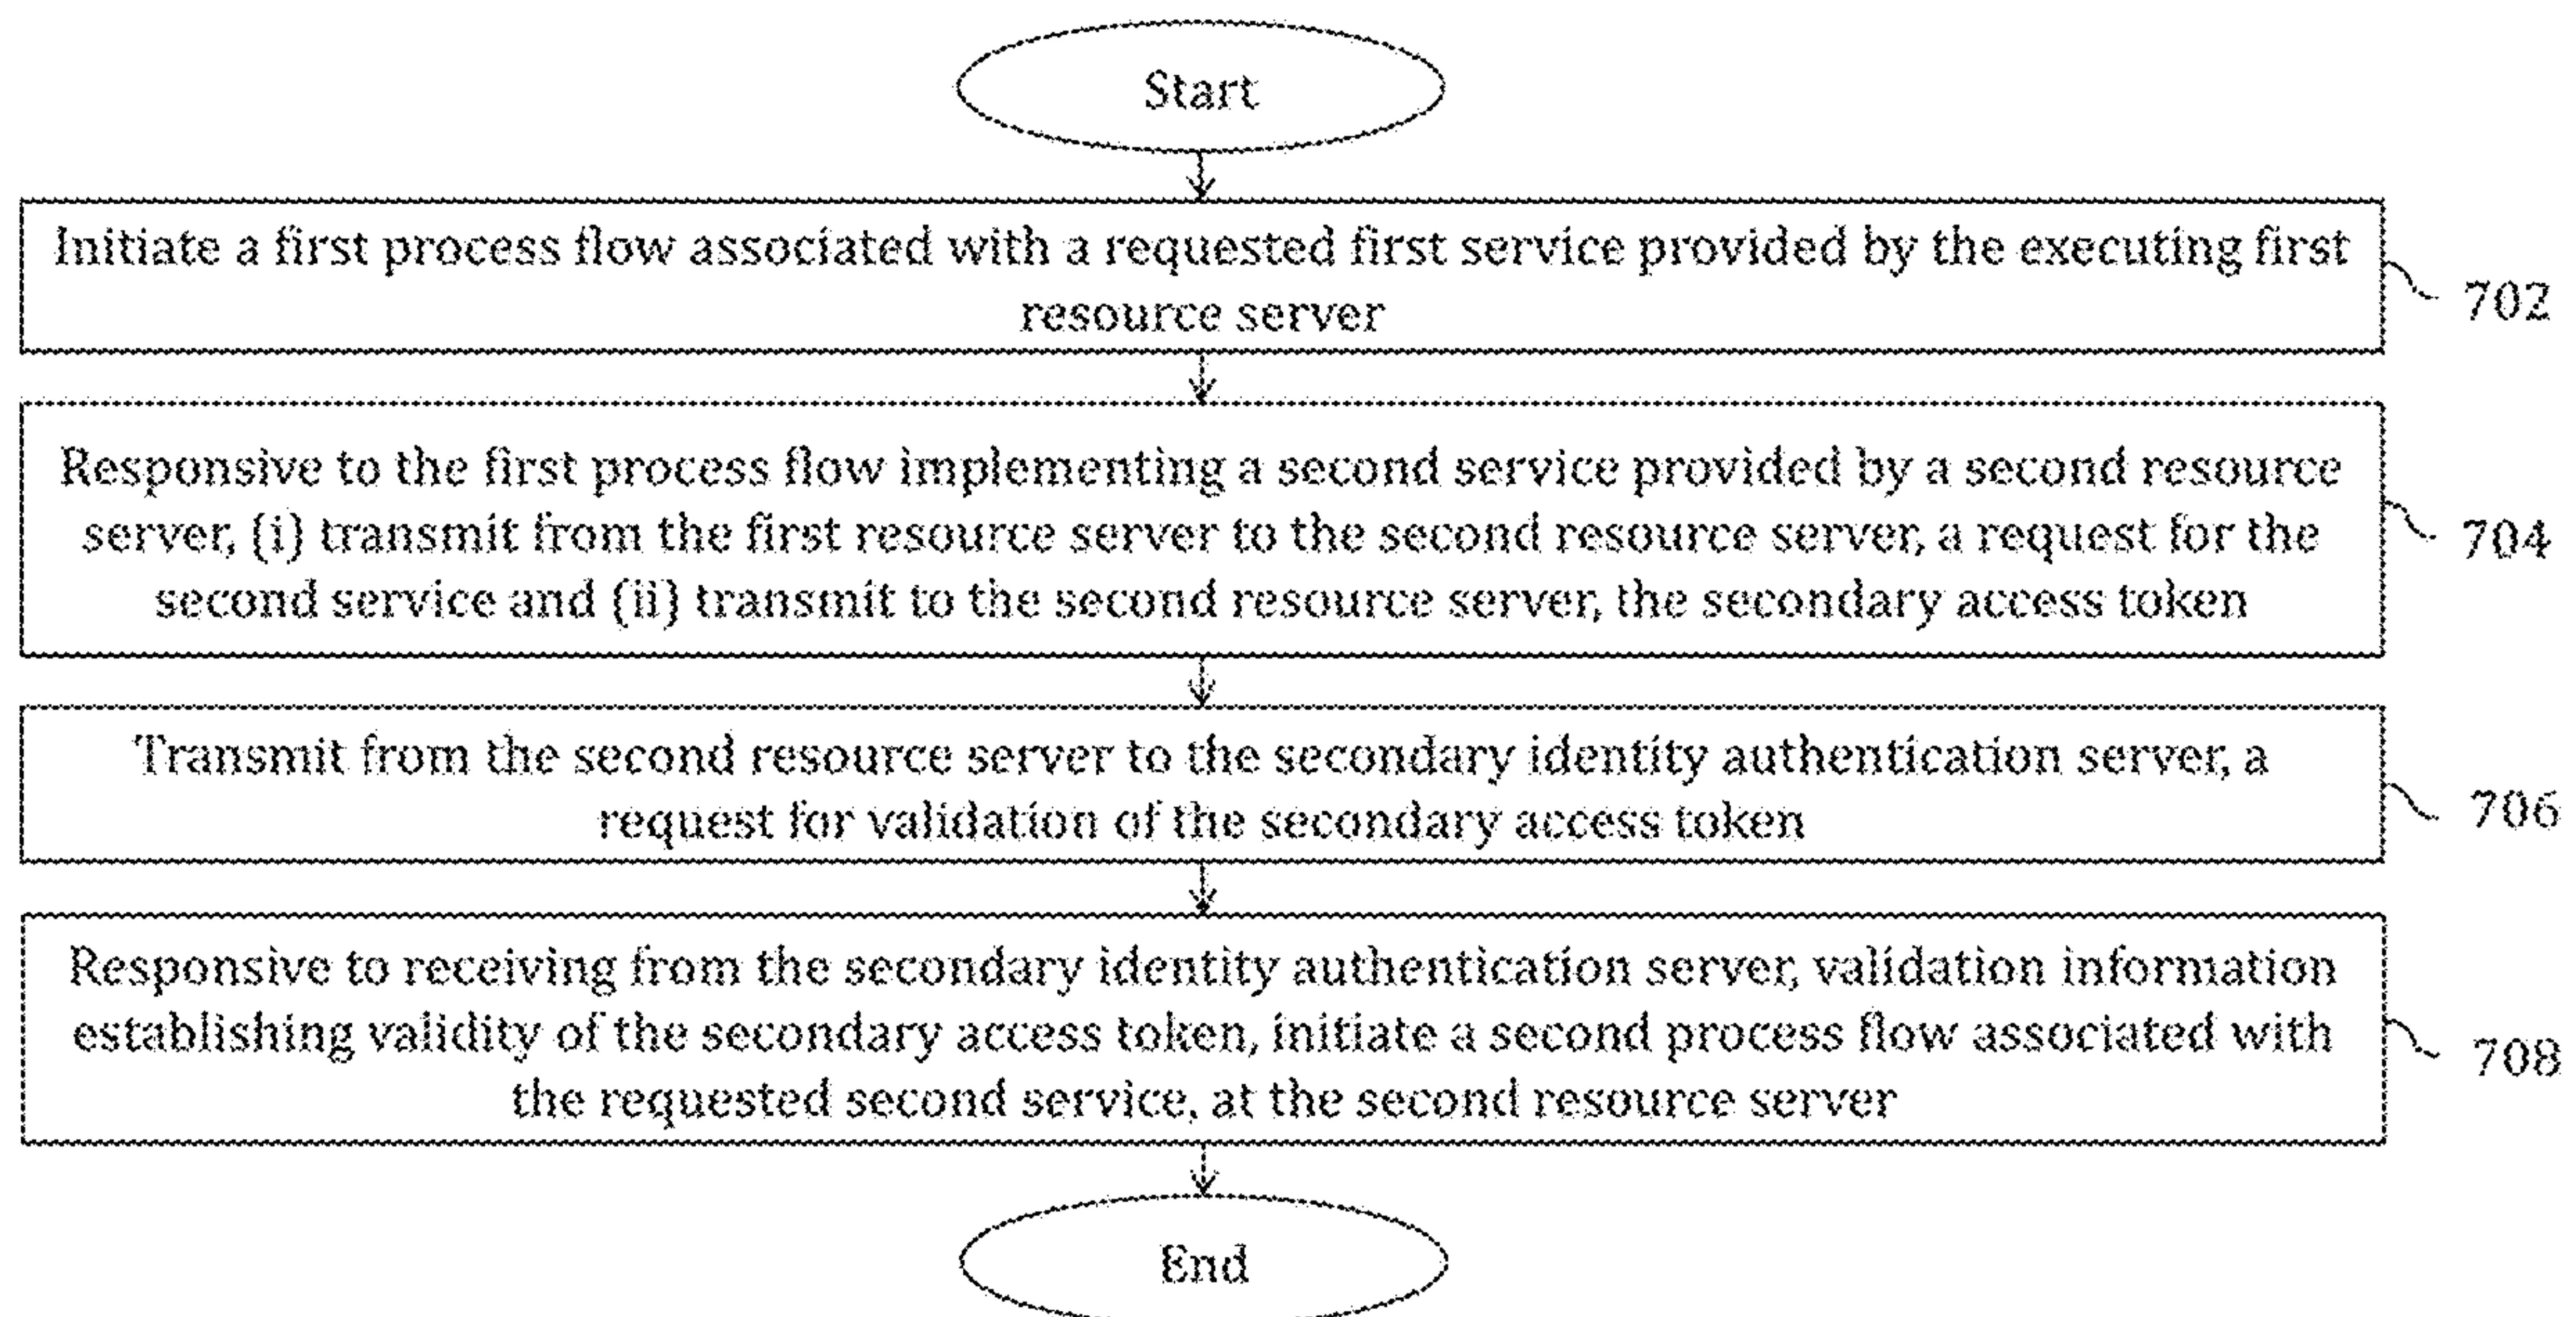 Start
Initiate a first process flow associated with a requested first service provided by the executing first
resource server
702
Responsive to the first process flow implementing a second service provided by a second resource
server, (i) transmit from the first resource server to the second resource server, a request for the
second service and (ii) transmit to the second resource server, the secondary access token
704
Transmit from the second resource server to the secondary identity authentication server, a
request for validation of the secondary access token
706
Responsive to receiving from the secondary identity authentication server, validation information
establishing validity of the secondary access token, initiate a second process flow associated with
the requested second service, at the second resource server
708
End